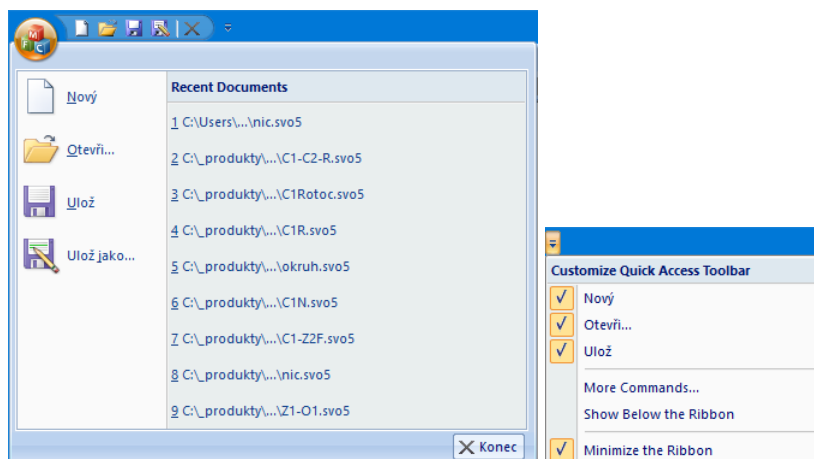 M
F C
Nový
Otevři...
Ulož
Ulož jako...
Recent Documents
1 C:\Users\...\nic.svo5
2 C:\_produkty\...\C1-C2-R.svo5
3 C:\_produkty\...\C1Rotoc.svo5
4 C:\_produkty\...\C1R.svo5
5 C:\_produkty\...\okruh.svo5
6 C:\_produkty\...\C1N.svo5
7 C:\_produkty\...\C1-Z2F.svo5
8 C:\_produkty\...\nic.svo5
9 C:\_produkty\...\Z1-O1.svo5
Konec
Customize Quick Access Toolbar
Nový
Otevři...
Ulož
More Commands...
Show Below the Ribbon
Minimize the Ribbon